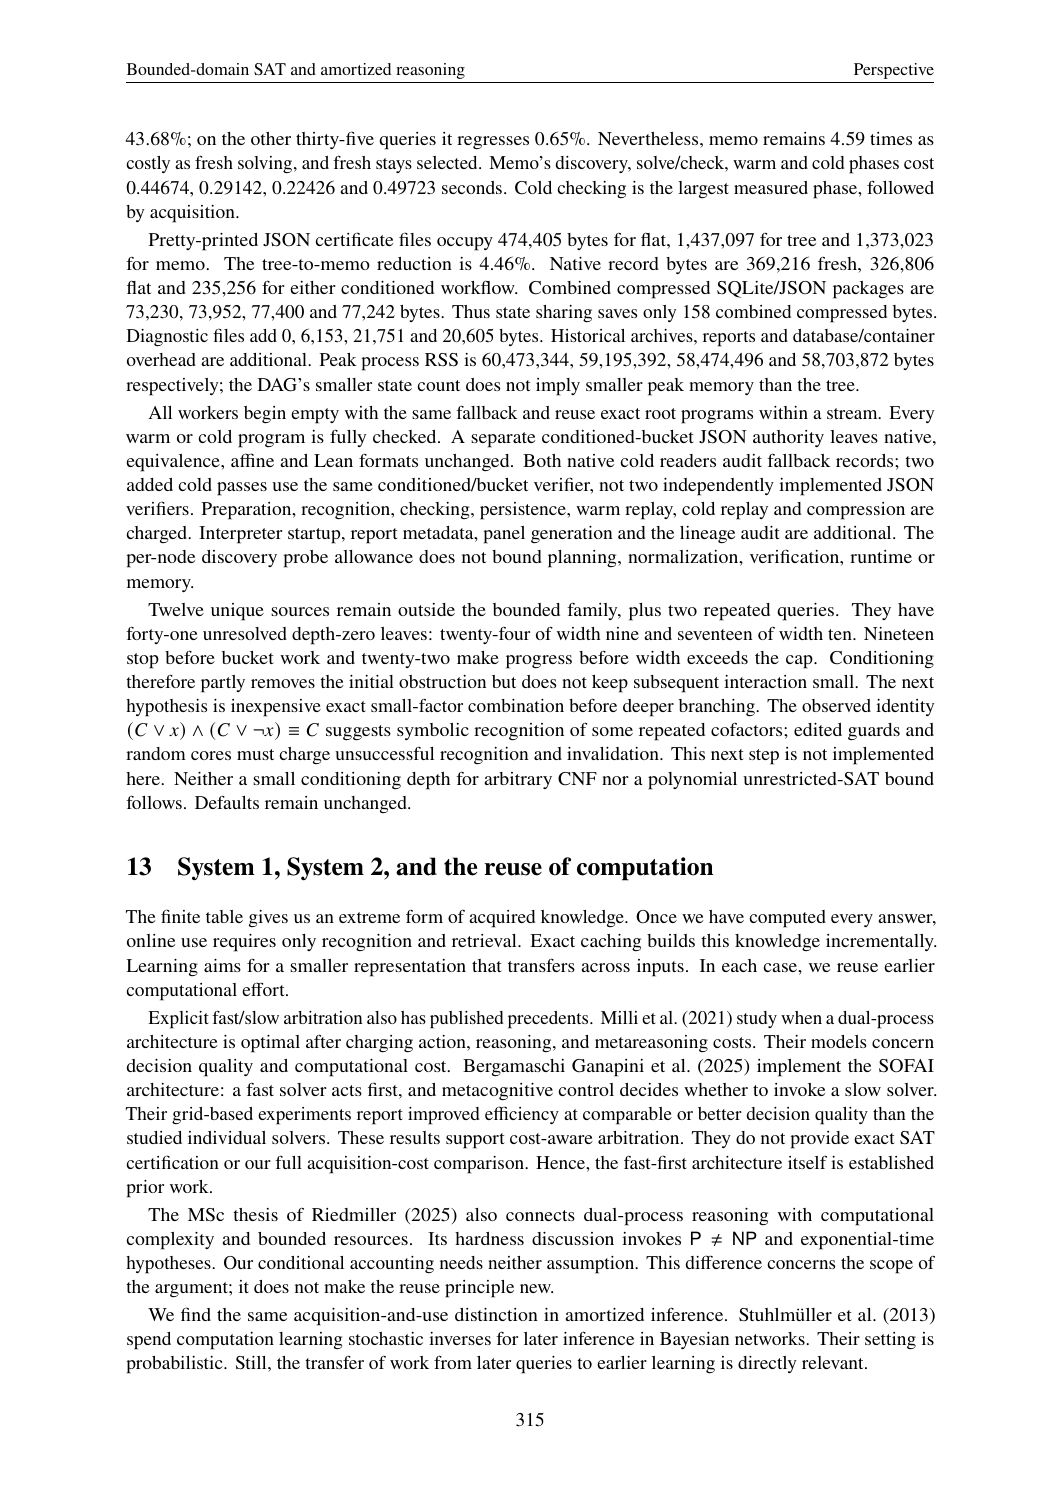 Bounded-domain SAT and amortized reasoning Perspective
43.68%; on the other thirty-five queries it regresses 0.65%. Nevertheless, memo remains 4.59 times as
costly as fresh solving, and fresh stays selected. Memo's discovery, solve/check, warm and cold phases cost
0.44674, 0.29142, 0.22426 and 0.49723 seconds. Cold checking is the largest measured phase, followed
by acquisition.
Pretty-printed JSON certificate files occupy 474,405 bytes for flat, 1,437,097 for tree and 1,373,023
for memo. The tree-to-memo reduction is 4.46%. Native record bytes are 369,216 fresh, 326,806
flat and 235,256 for either conditioned workflow. Combined compressed SQLite/JSON packages are
73,230, 73,952, 77,400 and 77,242 bytes. Thus state sharing saves only 158 combined compressed bytes.
Diagnostic files add 0, 6,153, 21,751 and 20,605 bytes. Historical archives, reports and database/container
overhead are additional. Peak process RSS is 60,473,344, 59,195,392, 58,474,496 and 58,703,872 bytes
respectively; the DAG's smaller state count does not imply smaller peak memory than the tree.
All workers begin empty with the same fallback and reuse exact root programs within a stream. Every
warm or cold program is fully checked. A separate conditioned-bucket JSON authority leaves native,
equivalence, affine and Lean formats unchanged. Both native cold readers audit fallback records; two
added cold passes use the same conditioned/bucket verifier, not two independently implemented JSON
verifiers. Preparation, recognition, checking, persistence, warm replay, cold replay and compression are
charged. Interpreter startup, report metadata, panel generation and the lineage audit are additional. The
per-node discovery probe allowance does not bound planning, normalization, verification, runtime or
memory.
Twelve unique sources remain outside the bounded family, plus two repeated queries. They have
forty-one unresolved depth-zero leaves: twenty-four of width nine and seventeen of width ten. Nineteen
stop before bucket work and twenty-two make progress before width exceeds the cap. Conditioning
therefore partly removes the initial obstruction but does not keep subsequent interaction small. The next
hypothesis is inexpensive exact small-factor combination before deeper branching. The observed identity
(C ∨ x) ∧ (C ∨ ¬x) ≡ C suggests symbolic recognition of some repeated cofactors; edited guards and
random cores must charge unsuccessful recognition and invalidation. This next step is not implemented
here. Neither a small conditioning depth for arbitrary CNF nor a polynomial unrestricted-SAT bound
follows. Defaults remain unchanged.
13 System 1, System 2, and the reuse of computation
The finite table gives us an extreme form of acquired knowledge. Once we have computed every answer,
online use requires only recognition and retrieval. Exact caching builds this knowledge incrementally.
Learning aims for a smaller representation that transfers across inputs. In each case, we reuse earlier
computational effort.
Explicit fast/slow arbitration also has published precedents. Milli et al. (2021) study when a dual-process
architecture is optimal after charging action, reasoning, and metareasoning costs. Their models concern
decision quality and computational cost. Bergamaschi Ganapini et al. (2025) implement the SOFAI
architecture: a fast solver acts first, and metacognitive control decides whether to invoke a slow solver.
Their grid-based experiments report improved efficiency at comparable or better decision quality than the
studied individual solvers. These results support cost-aware arbitration. They do not provide exact SAT
certification or our full acquisition-cost comparison. Hence, the fast-first architecture itself is established
prior work.
The MSc thesis of Riedmiller (2025) also connects dual-process reasoning with computational
complexity and bounded resources. Its hardness discussion invokes P ≠ NP and exponential-time
hypotheses. Our conditional accounting needs neither assumption. This difference concerns the scope of
the argument; it does not make the reuse principle new.
We find the same acquisition-and-use distinction in amortized inference. Stuhlmüller et al. (2013)
spend computation learning stochastic inverses for later inference in Bayesian networks. Their setting is
probabilistic. Still, the transfer of work from later queries to earlier learning is directly relevant.
315